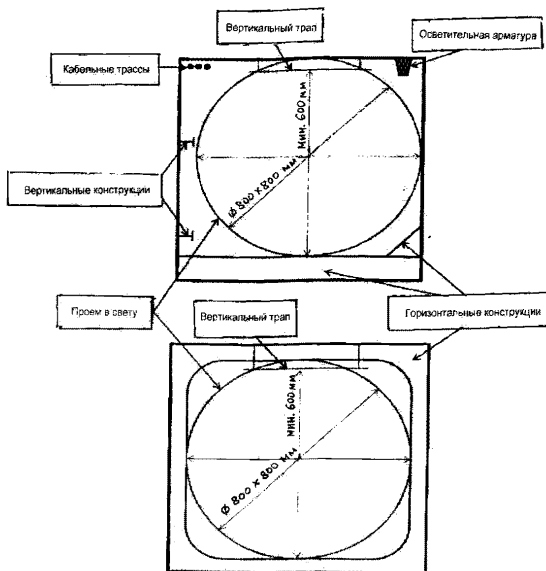 Вертикальный трап
Осветительная арматура
Кабельные трассы
мин. 600 мм
Ø 800 x 800 мм
Вертикальные конструкции
Проем в свету
Вертикальный трап
Горизонтальные конструкции
мин. 600 мм
Ø 800 x 800 мм